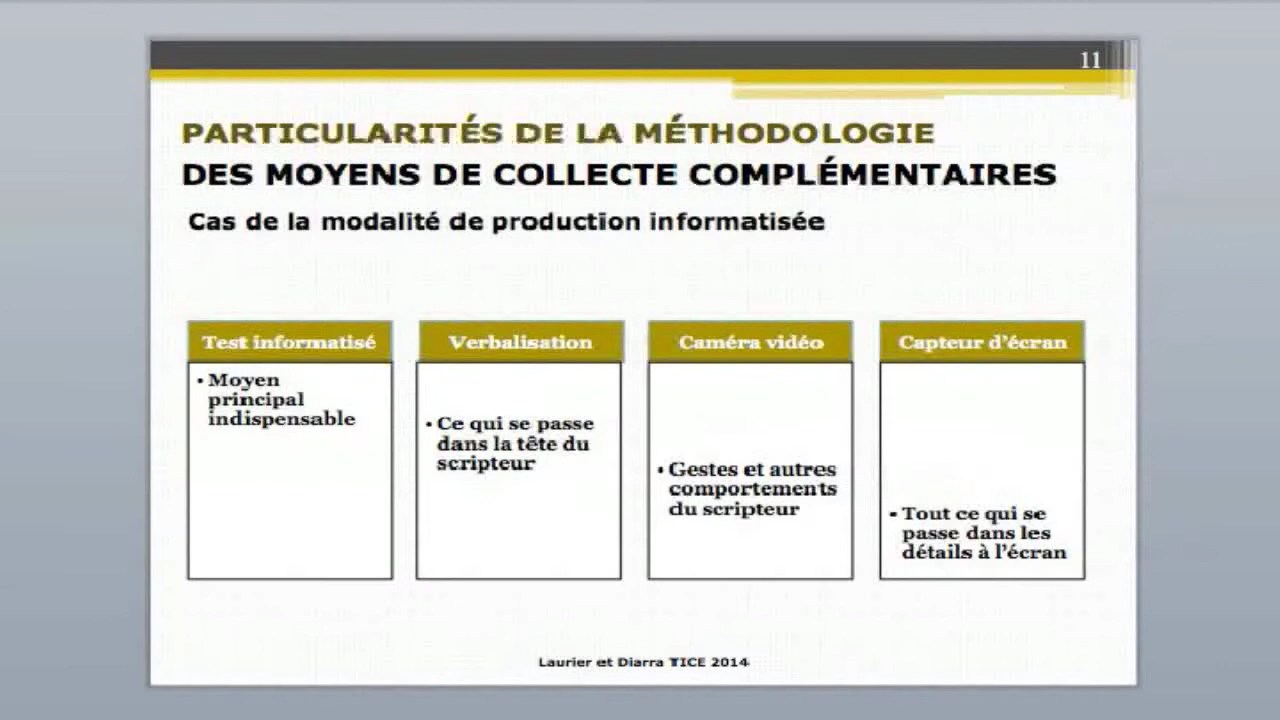 11
PARTICULARITÉS DE LA MÉTHODOLOGIE
DES MOYENS DE COLLECTE COMPLÉMENTAIRES
Cas de la modalité de production informatisée
Test informatisé
• Moyen
principal
indispensable
Verbalisation
• Ce qui se passe
dans la tête du
scripteur
Caméra vidéo
• Gestes et autres
comportements
du scripteur
Capteur d'écran
• Tout ce qui se
passe dans les
détails à l'écran
Laurier et Diarra TICE 2014